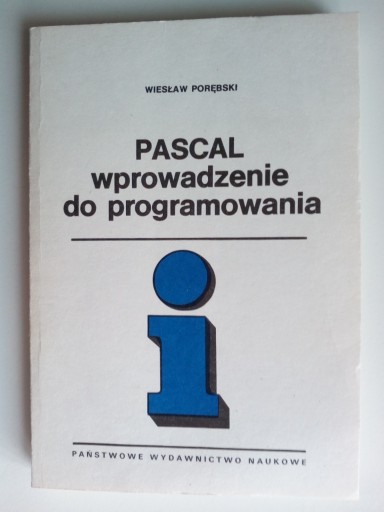 WIESŁAW PORĘBSKI
PASCAL
wprowadzenie
do programowania
i
PAŃSTWOWE WYDAWNICTWO NAUKOWE